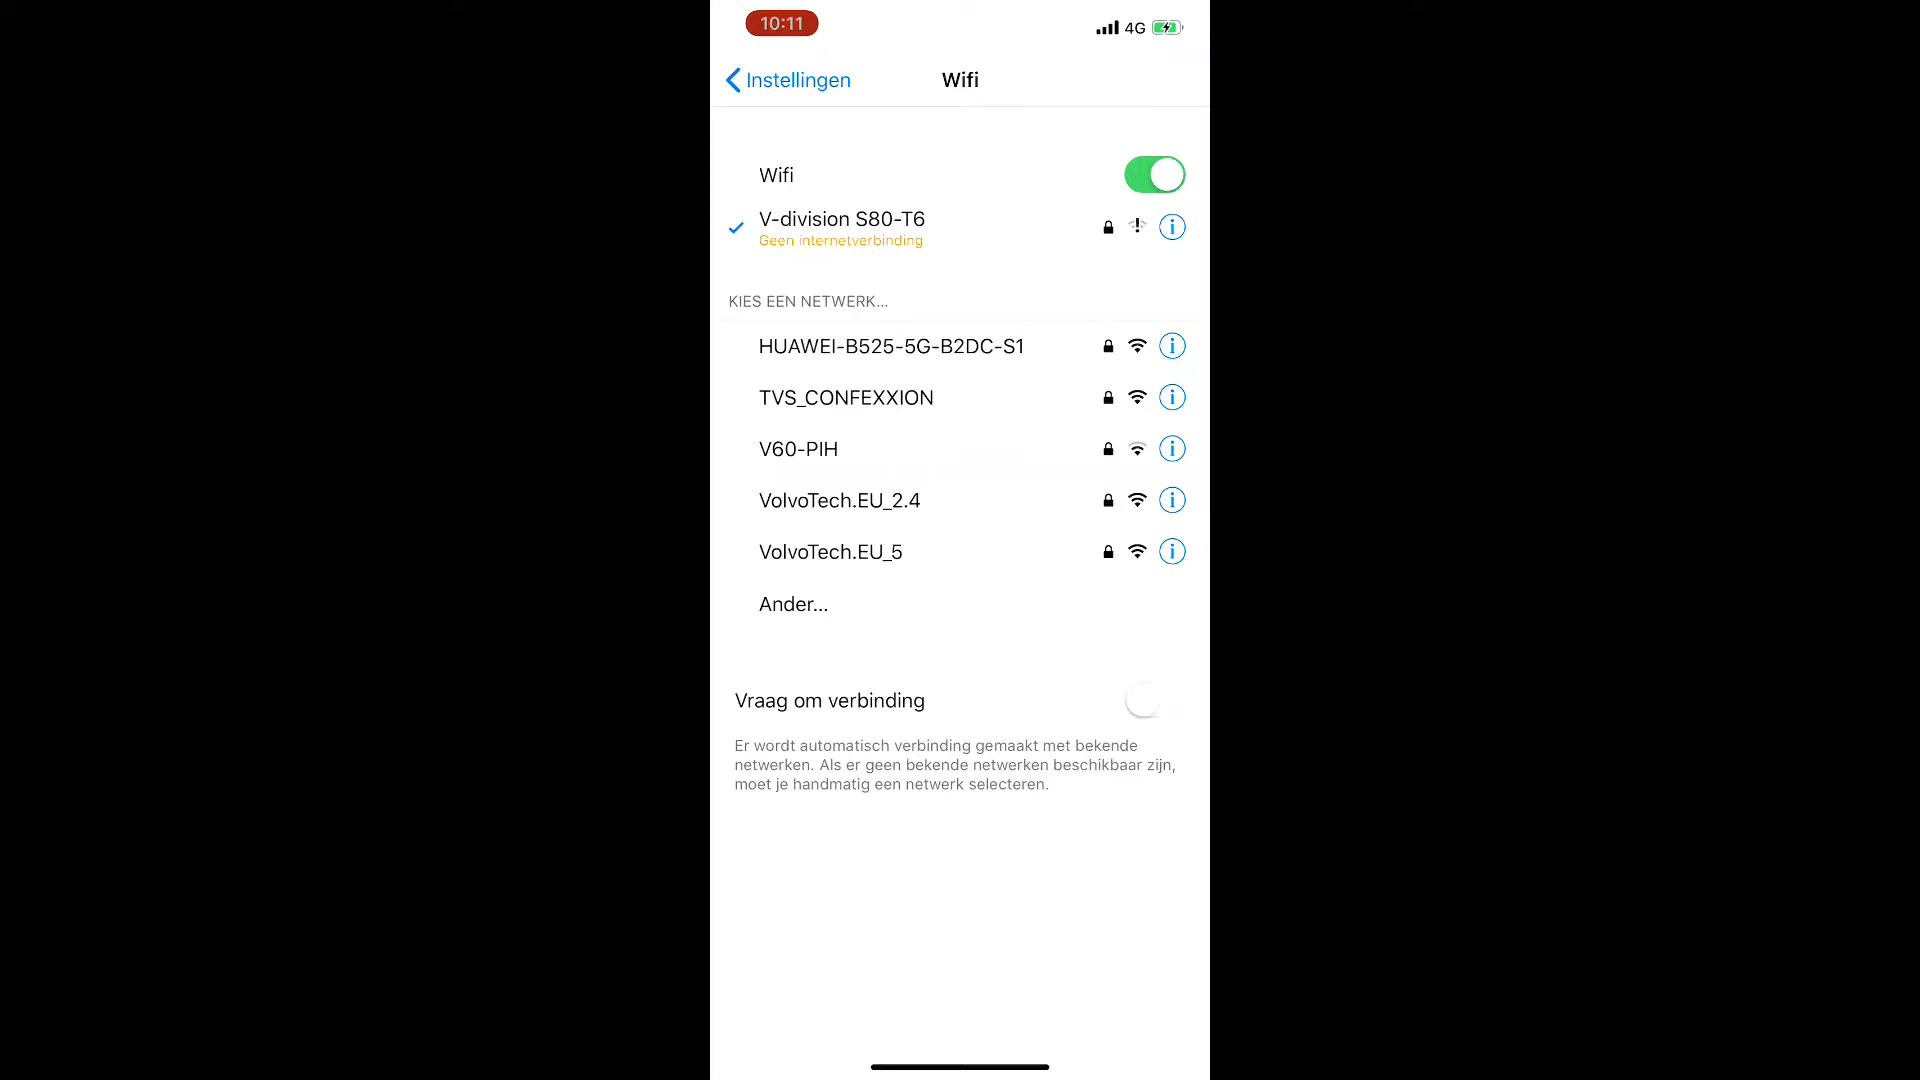 10:11
4G
Instellingen
Wifi
Wifi
V-division S80-T6
Geen internetverbinding
KIES EEN NETWERK...
HUAWEI-B525-5G-B2DC-S1
TVS_CONFEXXION
V60-PIH
VolvoTech.EU_2.4
VolvoTech.EU_5
Ander...
Vraag om verbinding
Er wordt automatisch verbinding gemaakt met bekende
netwerken. Als er geen bekende netwerken beschikbaar zijn,
moet je handmatig een netwerk selecteren.